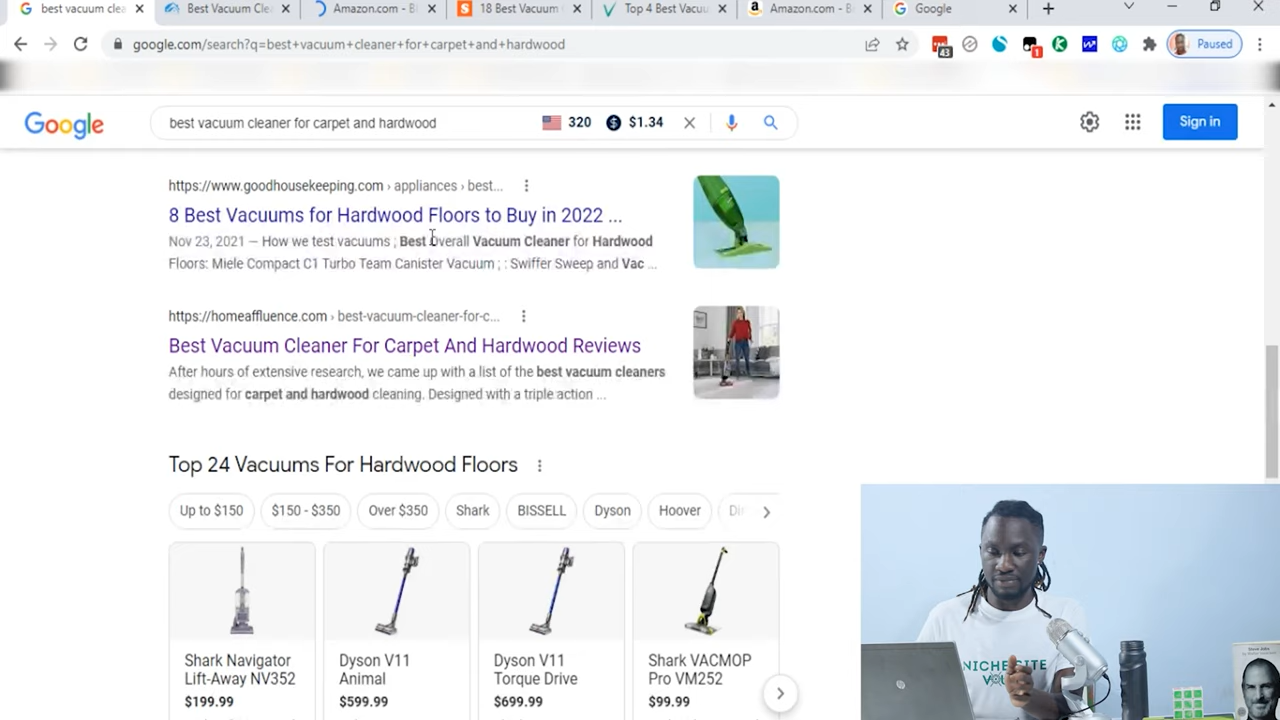 best vacuum clea
Best Vacuum Cle
Amazon.com - B
18 Best Vacuum
Top 4 Best Vacuu
Amazon.com - B
Google
google.com/search?q=best+vacuum+cleaner+for+carpet+and+hardwood
43
1
Paused
Google
best vacuum cleaner for carpet and hardwood
320
$1.34
Sign in
https://www.goodhousekeeping.com › appliances › best...
8 Best Vacuums for Hardwood Floors to Buy in 2022 ...
Nov 23, 2021 — How we test vacuums ; Best Overall Vacuum Cleaner for Hardwood
Floors: Miele Compact C1 Turbo Team Canister Vacuum ; : Swiffer Sweep and Vac ...
https://homeaffluence.com › best-vacuum-cleaner-for-c...
Best Vacuum Cleaner For Carpet And Hardwood Reviews
After hours of extensive research, we came up with a list of the best vacuum cleaners
designed for carpet and hardwood cleaning. Designed with a triple action ...
Top 24 Vacuums For Hardwood Floors
Up to $150
$150 - $350
Over $350
Shark
BISSELL
Dyson
Hoover
Shark Navigator
Lift-Away NV352
$199.99
Dyson V11
Animal
$599.99
Dyson V11
Torque Drive
$699.99
Shark VACMOP
Pro VM252
$99.99
NICHE SITE
Steve Jobs